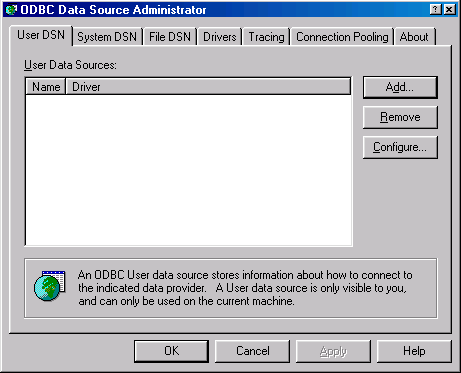 ODBC Data Source Administrator
User DSN System DSN File DSN Drivers Tracing Connection Pooling About
User Data Sources:
Name Driver
Add...
Remove
Configure...
An ODBC User data source stores information about how to connect to
the indicated data provider. A User data source is only visible to you,
and can only be used on the current machine.
OK Cancel Apply Help